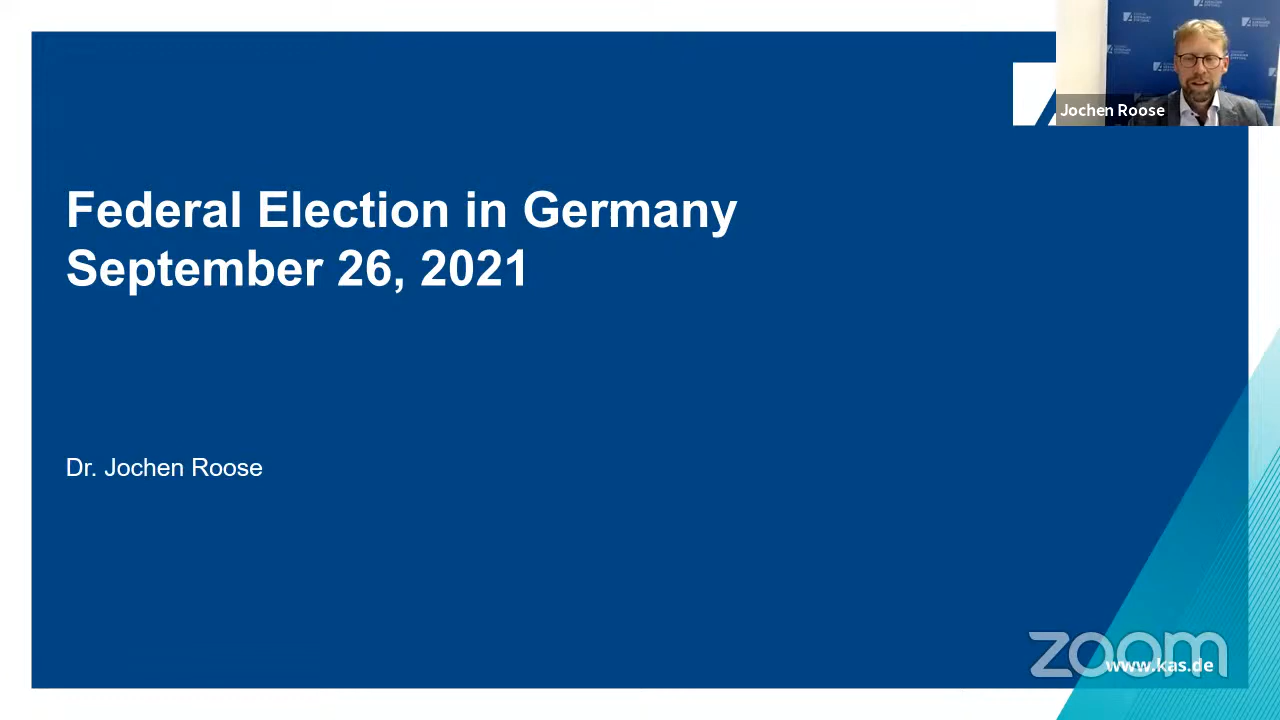 Jochen Roose
Federal Election in Germany
September 26, 2021
Dr. Jochen Roose
zoom
www.kas.de